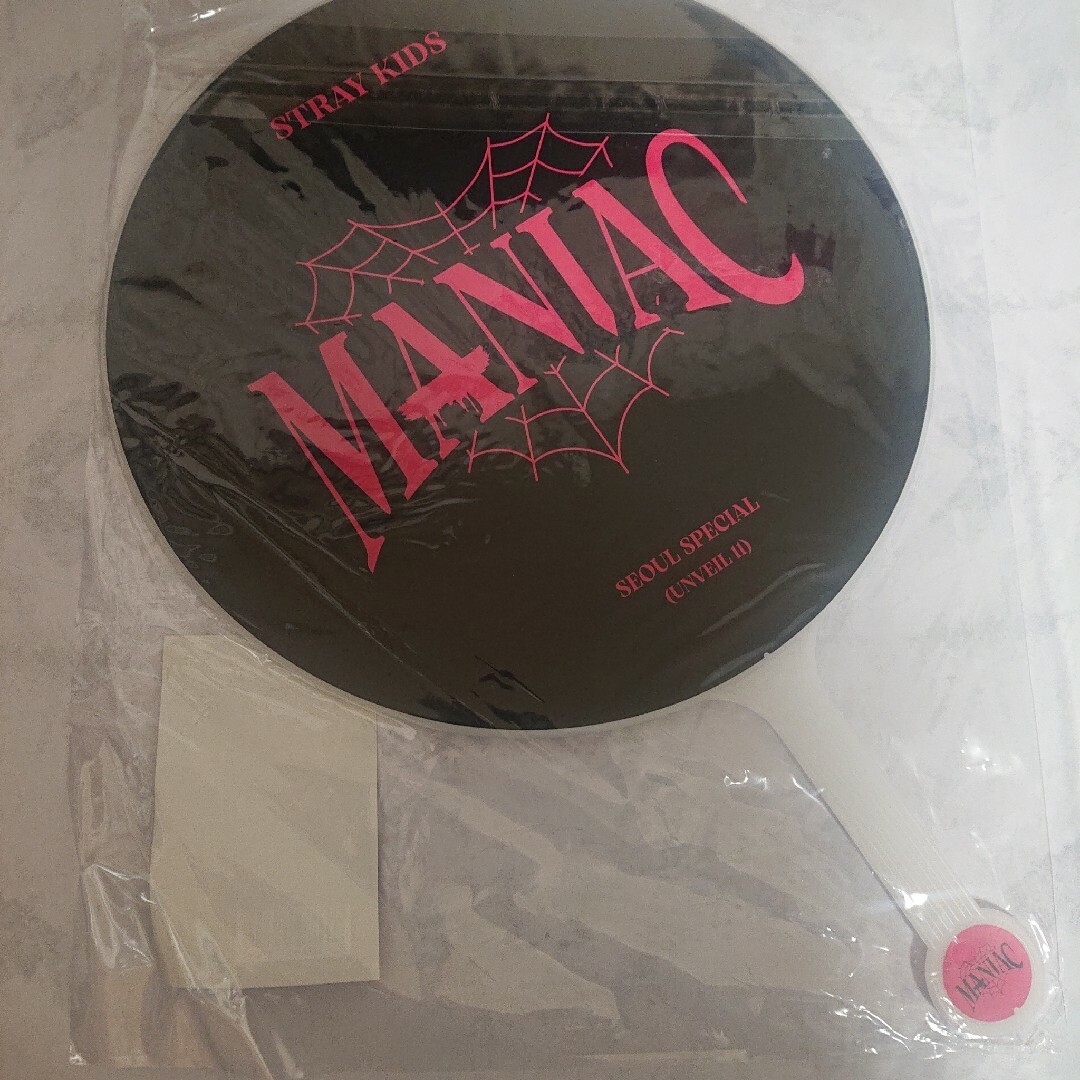 STRAY KIDS
MANIAC
SEOUL SPECIAL
(UNVEIL 11)
MANIAC